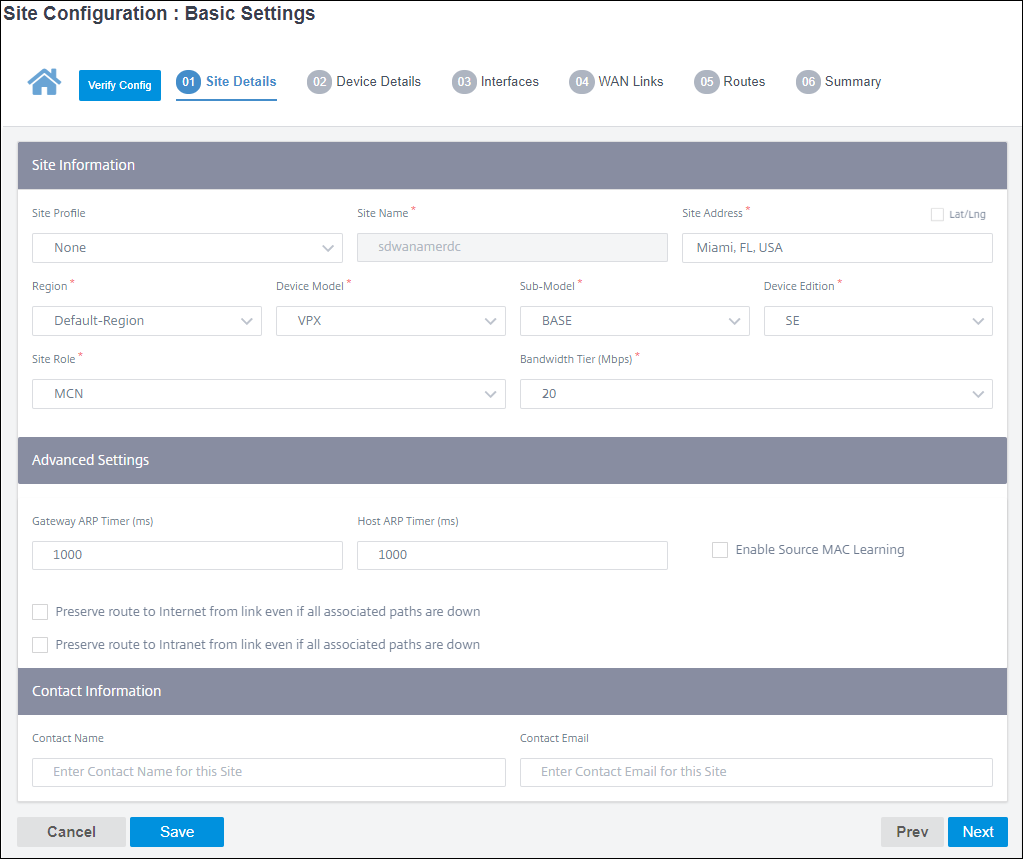 Site Configuration : Basic Settings
Verify Config 01 Site Details 02 Device Details 03 Interfaces 04 WAN Links 05 Routes 06 Summary
Site Information
Site Profile Site Name * Site Address * Lat/Lng
None sdwanamerdc Miami, FL, USA
Region * Device Model * Sub-Model * Device Edition *
Default-Region VPX BASE SE
Site Role * Bandwidth Tier (Mbps) *
MCN 20
Advanced Settings
Gateway ARP Timer (ms) Host ARP Timer (ms)
1000 1000 Enable Source MAC Learning
Preserve route to Internet from link even if all associated paths are down
Preserve route to Intranet from link even if all associated paths are down
Contact Information
Contact Name Contact Email
Enter Contact Name for this Site Enter Contact Email for this Site
Cancel Save Prev Next